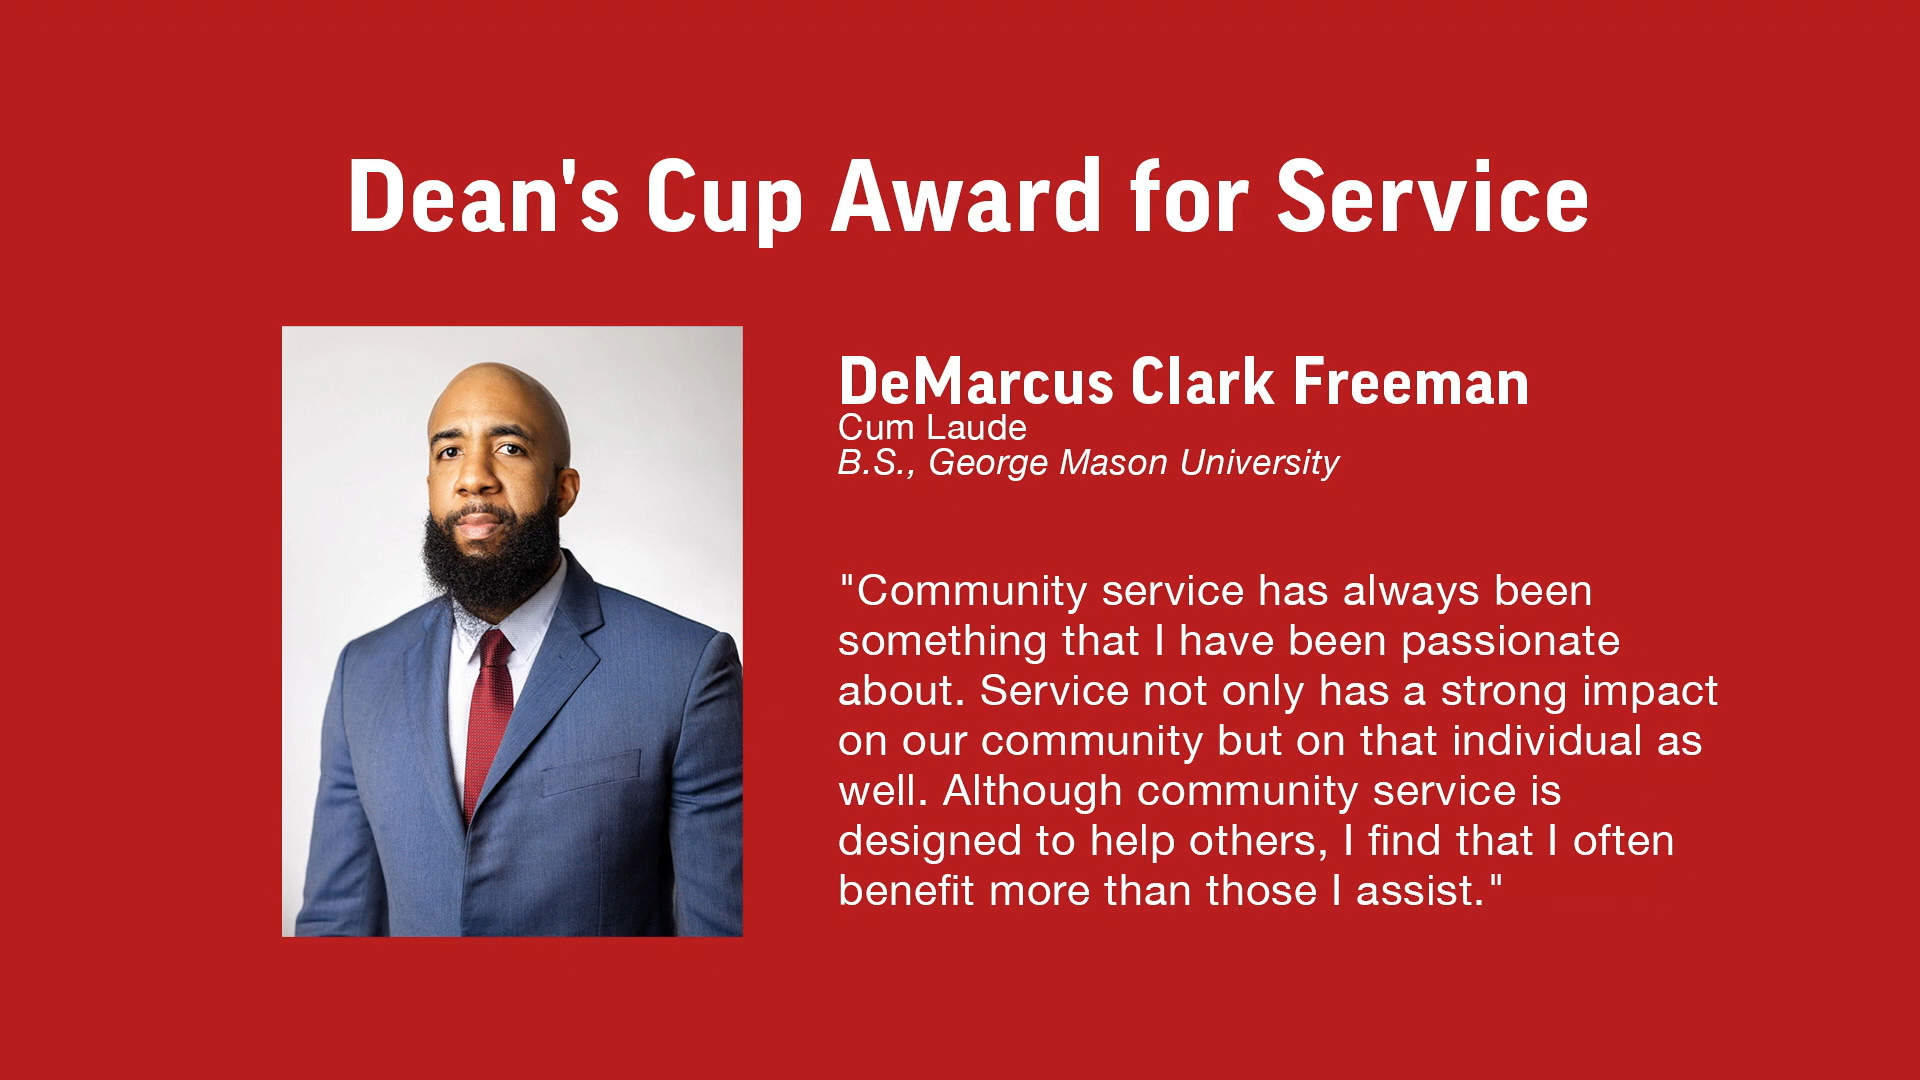 Dean's Cup Award for Service
DeMarcus Clark Freeman
Cum Laude
B.S., George Mason University
"Community service has always been
something that I have been passionate
about. Service not only has a strong impact
on our community but on that individual as
well. Although community service is
designed to help others, I find that I often
benefit more than those I assist."